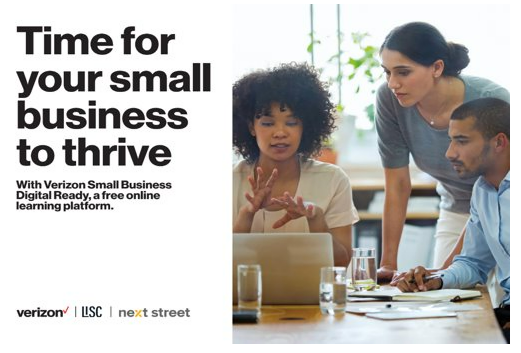 Time for
your small
business
to thrive
With Verizon Small Business
Digital Ready, a free online
learning platform.
verizon✓ | LISC | next street